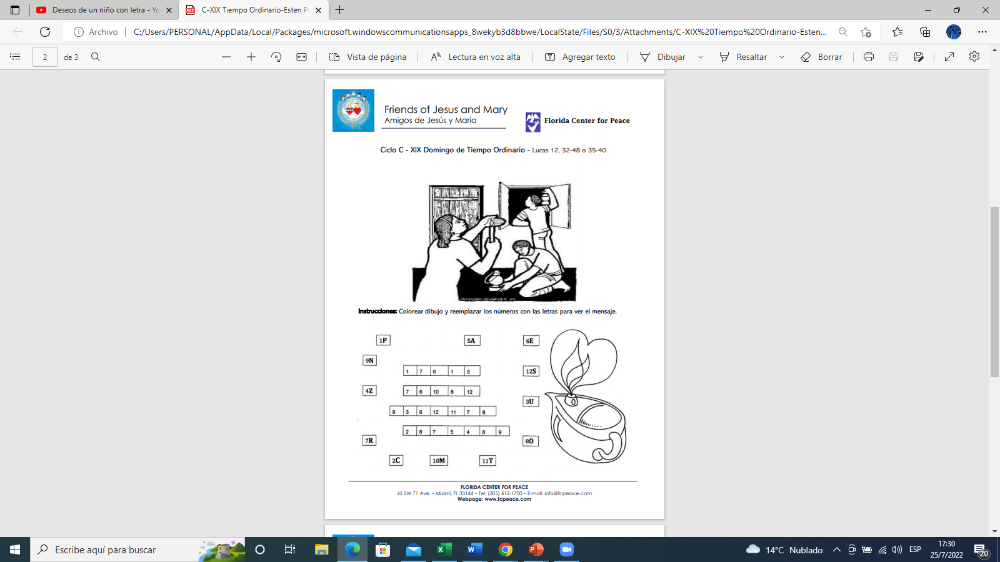 Deseos de un niño con letra - Yo
C-XIX Tiempo Ordinario-Esten Pr
Archivo
C:/Users/PERSONAL/AppData/Local/Packages/microsoft.windowscommunicationsapps_8wekyb3d8bbwe/LocalState/Files/S0/3/Attachments/C-XIX%20Tiempo%20Ordinario-Esten...
2 de 3
Vista de página
Lectura en voz alta
Agregar texto
Dibujar
Resaltar
Borrar
Friends of Jesus and Mary
Amigos de Jesús y María
Florida Center for Peace
Ciclo C - XIX Domingo de Tiempo Ordinario - Lucas 12, 32-48 o 35-40
Instrucciones: Colorear dibujo y reemplazar los números con las letras para ver el mensaje.
1P 5A 6E
9N
1 7 6 1 5
12S
4Z
7 6 10 8 12
3U
9 3 6 12 11 7 8
2 8 7 5 4 8 9
7R
8O
2C 10M 11T
FLORIDA CENTER FOR PEACE
45 SW 71 Ave. – Miami, FL 33144 – Tel: (305) 412-1700 – E-mail: info@fcpeace.com
Webpage: www.fcpeace.com
Escribe aquí para buscar
14°C Nublado
ESP
17:30
25/7/2022
20